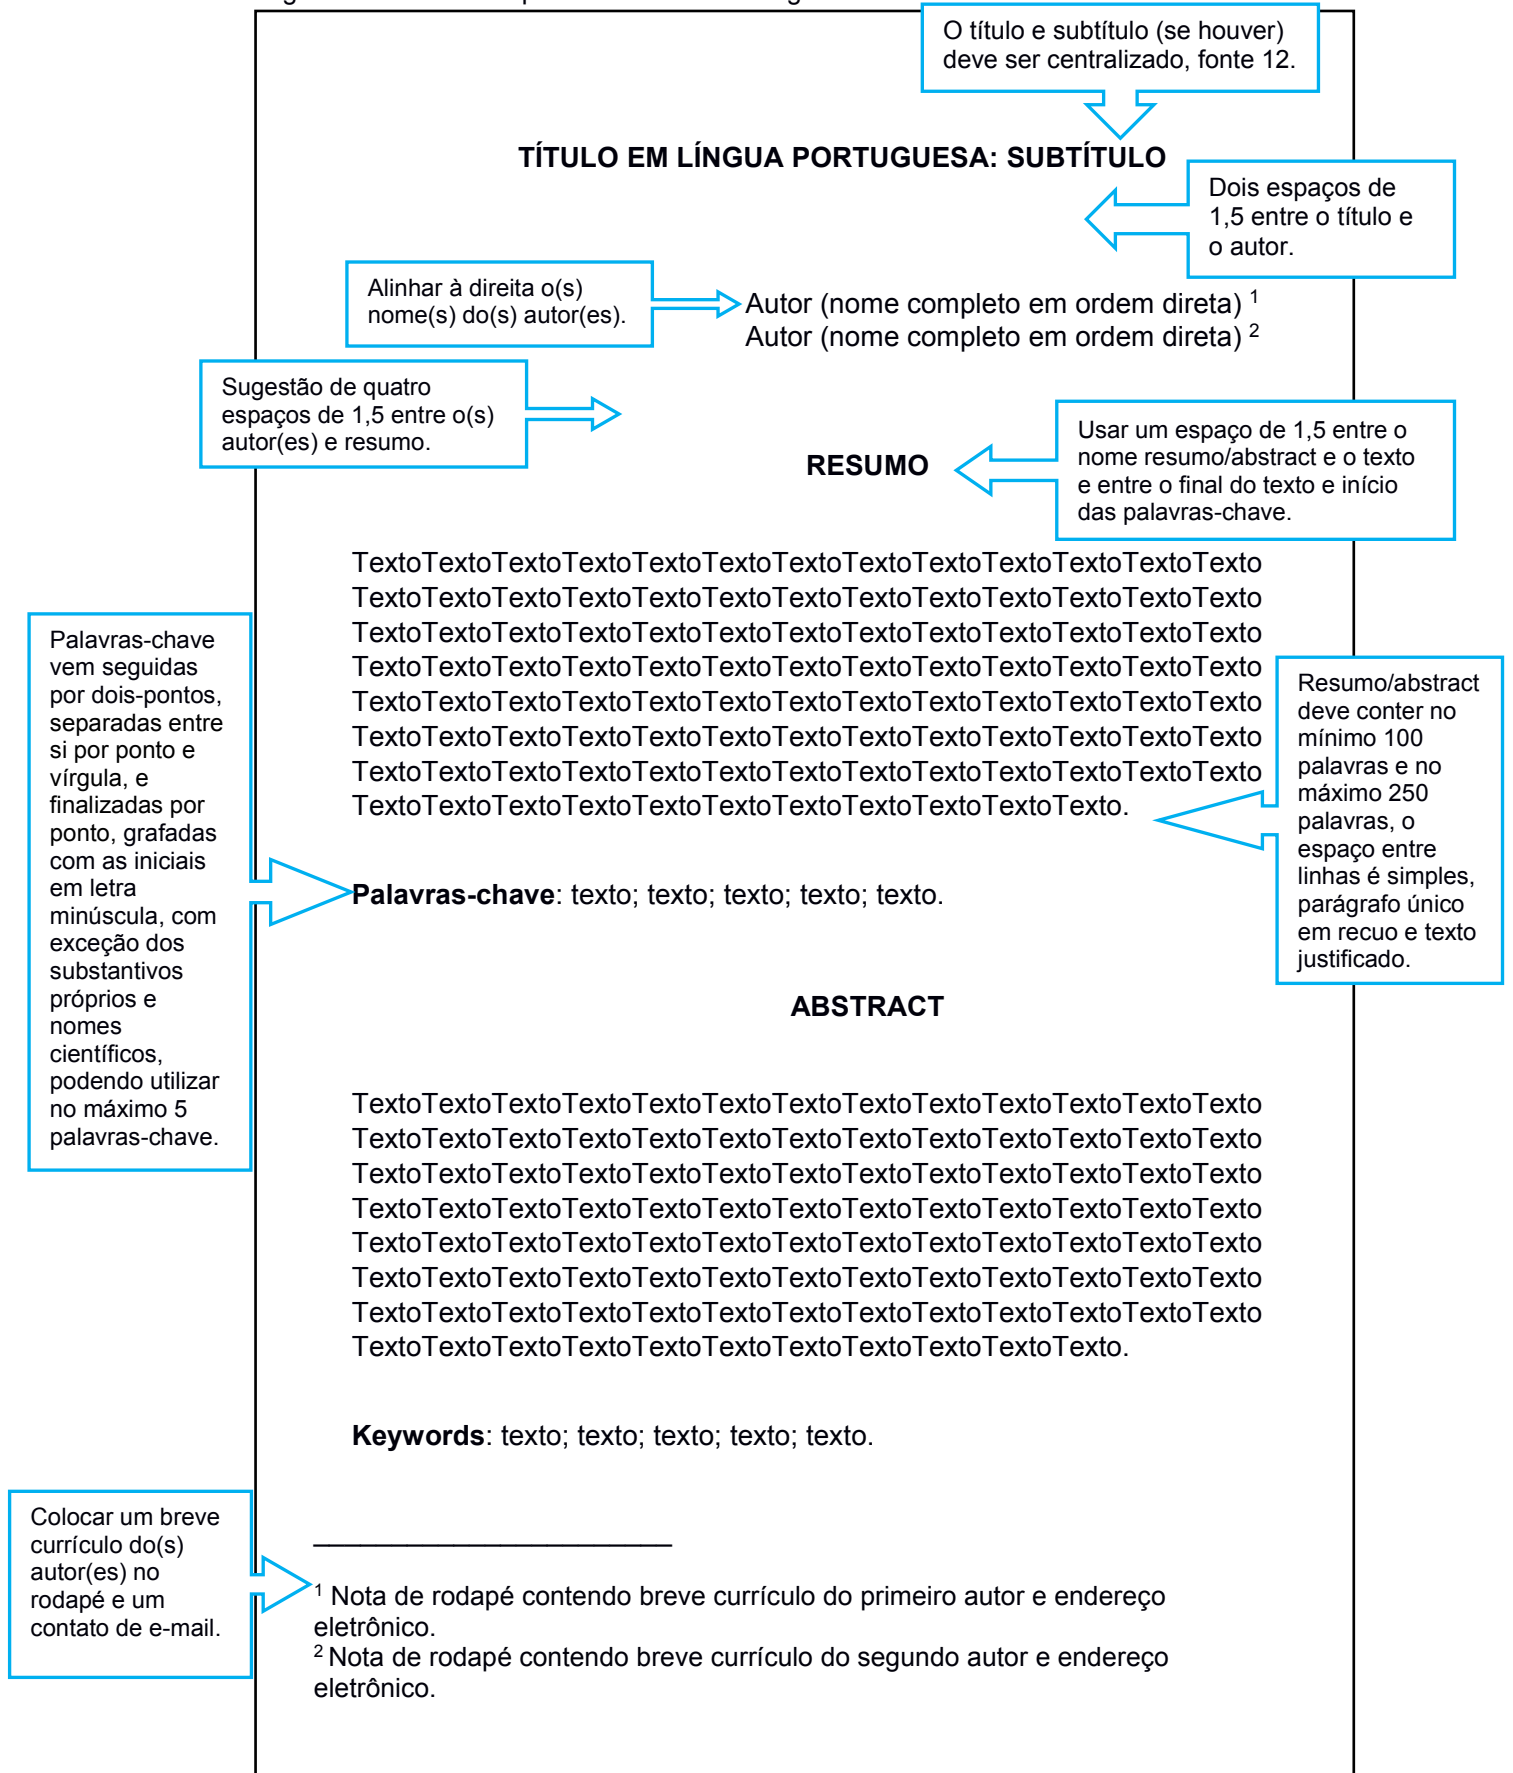 O título e subtítulo (se houver)
deve ser centralizado, fonte 12.
TÍTULO EM LÍNGUA PORTUGUESA: SUBTÍTULO
Dois espaços de
1,5 entre o título e
o autor.
Alinhar à direita o(s)
nome(s) do(s) autor(es).
Autor (nome completo em ordem direta) 1
Autor (nome completo em ordem direta) 2
Sugestão de quatro
espaços de 1,5 entre o(s)
autor(es) e resumo.
Usar um espaço de 1,5 entre o
nome resumo/abstract e o texto
e entre o final do texto e início
das palavras-chave.
RESUMO
TextoTextoTextoTextoTextoTextoTextoTextoTextoTextoTextoTextoTexto
TextoTextoTextoTextoTextoTextoTextoTextoTextoTextoTextoTextoTexto
TextoTextoTextoTextoTextoTextoTextoTextoTextoTextoTextoTextoTexto
TextoTextoTextoTextoTextoTextoTextoTextoTextoTextoTextoTextoTexto
TextoTextoTextoTextoTextoTextoTextoTextoTextoTextoTextoTextoTexto
TextoTextoTextoTextoTextoTextoTextoTextoTextoTextoTextoTextoTexto
TextoTextoTextoTextoTextoTextoTextoTextoTextoTextoTextoTextoTexto
TextoTextoTextoTextoTextoTextoTextoTextoTextoTextoTexto.
Palavras-chave
vem seguidas
por dois-pontos,
separadas entre
si por ponto e
vírgula, e
finalizadas por
ponto, grafadas
com as iniciais
em letra
minúscula, com
exceção dos
substantivos
próprios e
nomes
científicos,
podendo utilizar
no máximo 5
palavras-chave.
Resumo/abstract
deve conter no
mínimo 100
palavras e no
máximo 250
palavras, o
espaço entre
linhas é simples,
parágrafo único
em recuo e texto
justificado.
Palavras-chave: texto; texto; texto; texto; texto.
ABSTRACT
TextoTextoTextoTextoTextoTextoTextoTextoTextoTextoTextoTextoTexto
TextoTextoTextoTextoTextoTextoTextoTextoTextoTextoTextoTextoTexto
TextoTextoTextoTextoTextoTextoTextoTextoTextoTextoTextoTextoTexto
TextoTextoTextoTextoTextoTextoTextoTextoTextoTextoTextoTextoTexto
TextoTextoTextoTextoTextoTextoTextoTextoTextoTextoTextoTextoTexto
TextoTextoTextoTextoTextoTextoTextoTextoTextoTextoTextoTextoTexto
TextoTextoTextoTextoTextoTextoTextoTextoTextoTextoTextoTextoTexto
TextoTextoTextoTextoTextoTextoTextoTextoTextoTextoTexto.
Keywords: texto; texto; texto; texto; texto.
Colocar um breve
currículo do(s)
autor(es) no
rodapé e um
contato de e-mail.
1 Nota de rodapé contendo breve currículo do primeiro autor e endereço
eletrônico.
2 Nota de rodapé contendo breve currículo do segundo autor e endereço
eletrônico.